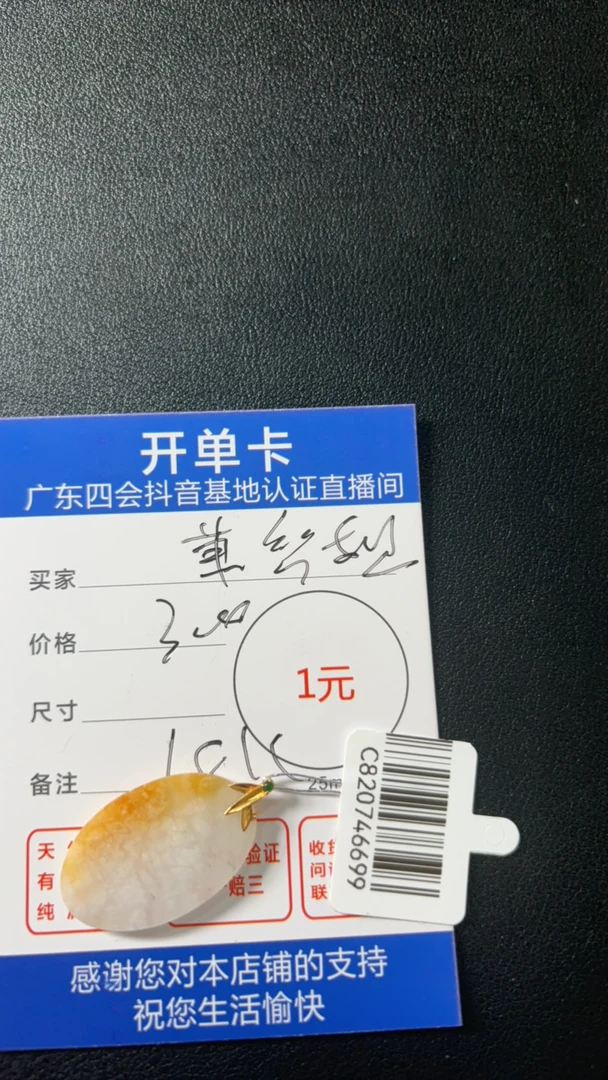 开单卡
广东四会抖音基地认证直播间
买家
价格
1元
尺寸
备注
25m
C820746699
天
有
纯
验证
赔三
收货
问
联
感谢您对本店铺的支持
祝您生活愉快